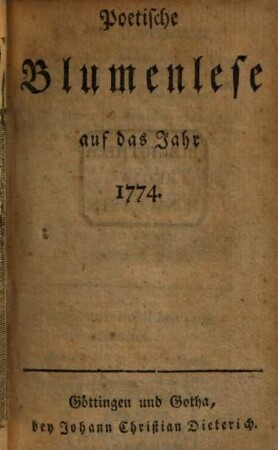 Poetische
Blumenlese
auf das Jahr
1774.
Göttingen und Gotha,
bey Johann Christian Dieterich.